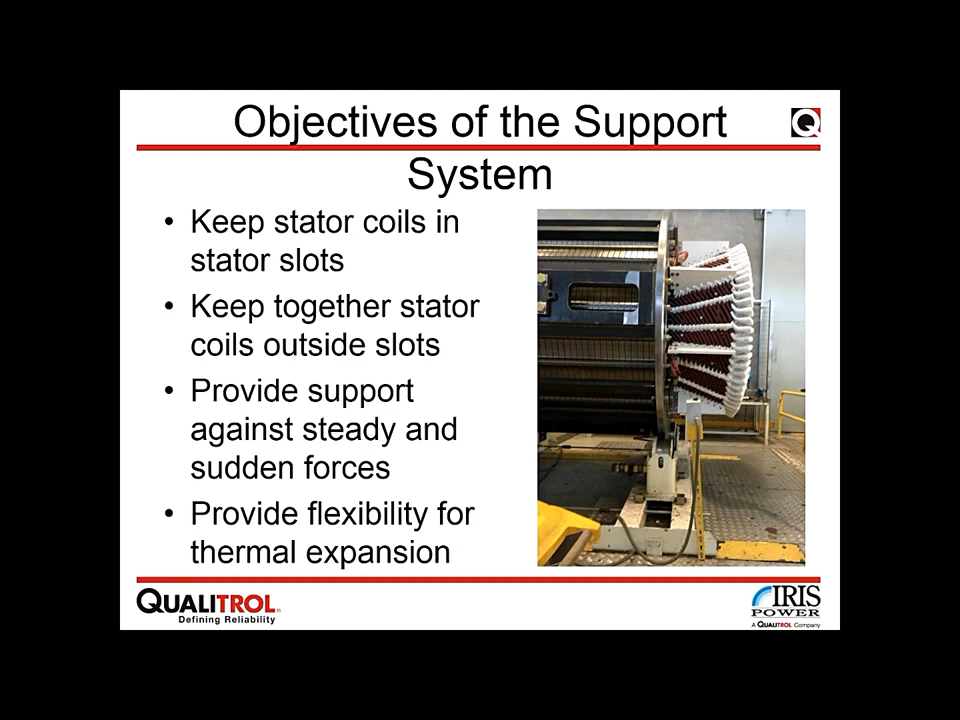 Objectives of the Support
System
• Keep stator coils in
stator slots
• Keep together stator
coils outside slots
• Provide support
against steady and
sudden forces
• Provide flexibility for
thermal expansion
QUALITROL®
Defining Reliability
IRIS
POWER
A QUALITROL Company